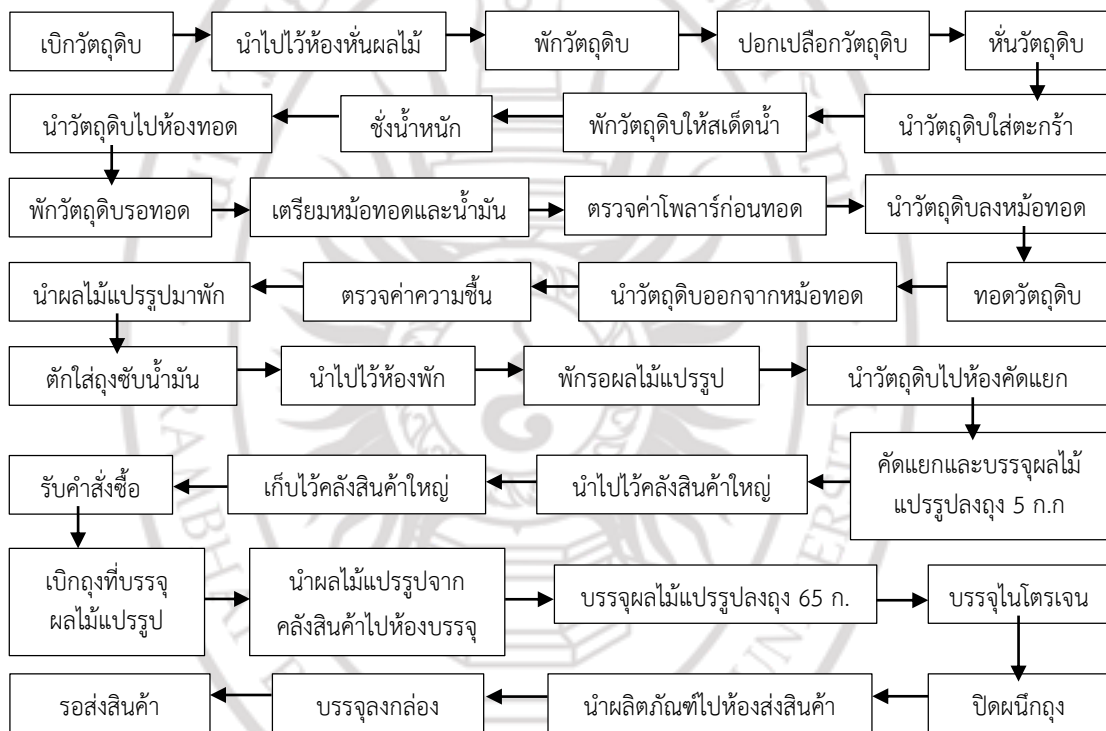 เบิกวัตถุดิบ
นำไปไว้ห้องหั่นผลไม้
พักวัตถุดิบ
ปอกเปลือกวัตถุดิบ
หั่นวัตถุดิบ
นำวัตถุดิบใส่ตะกร้า
พักวัตถุดิบให้สเด็ดน้ำ
ชั่งน้ำหนัก
นำวัตถุดิบไปห้องทอด
พักวัตถุดิบรอทอด
เตรียมหม้อทอดและน้ำมัน
ตรวจค่าโพลาร์ก่อนทอด
นำวัตถุดิบลงหม้อทอด
ทอดวัตถุดิบ
นำวัตถุดิบออกจากหม้อทอด
ตรวจค่าความชื้น
นำผลไม้แปรรูปมาพัก
ตักใส่ถุงซับน้ำมัน
นำไปไว้ห้องพัก
พักรอผลไม้แปรรูป
นำวัตถุดิบไปห้องคัดแยก
คัดแยกและบรรจุผลไม้
แปรรูปลงถุง 5 ก.ก
นำไปไว้คลังสินค้าใหญ่
เก็บไว้คลังสินค้าใหญ่
รับคำสั่งซื้อ
เบิกถุงที่บรรจุ
ผลไม้แปรรูป
นำผลไม้แปรรูปจาก
คลังสินค้าไปห้องบรรจุ
บรรจุผลไม้แปรรูปลงถุง 65 ก.
บรรจุไนโตรเจน
ปิดผนึกถุง
นำผลิตภัณฑ์ไปห้องส่งสินค้า
บรรจุลงกล่อง
รอส่งสินค้า